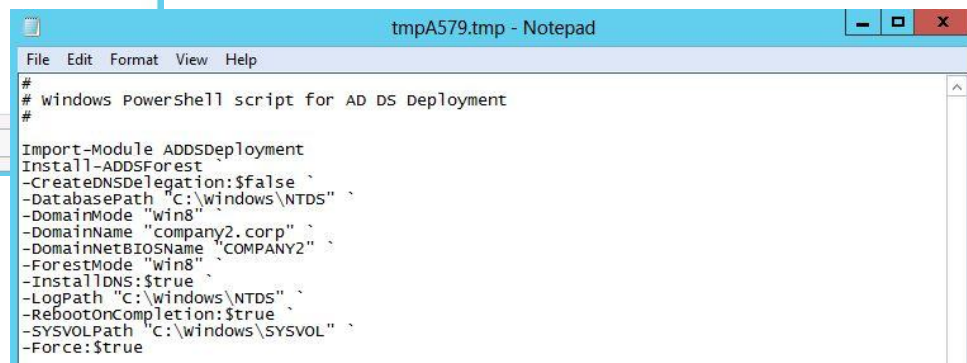 tmpA579.tmp - Notepad
File Edit Format View Help
#
# Windows PowerShell script for AD DS Deployment
#
Import-Module ADDSDeployment
Install-ADDSForest `
-CreateDNSDelegation:$false `
-DatabasePath "C:\Windows\NTDS" `
-DomainMode "Win8" `
-DomainName "company2.corp" `
-DomainNetBIOSName "COMPANY2" `
-ForestMode "Win8" `
-InstallDNS:$true `
-LogPath "C:\Windows\NTDS" `
-RebootOnCompletion:$true `
-SYSVOLPath "C:\Windows\SYSVOL" `
-Force:$true